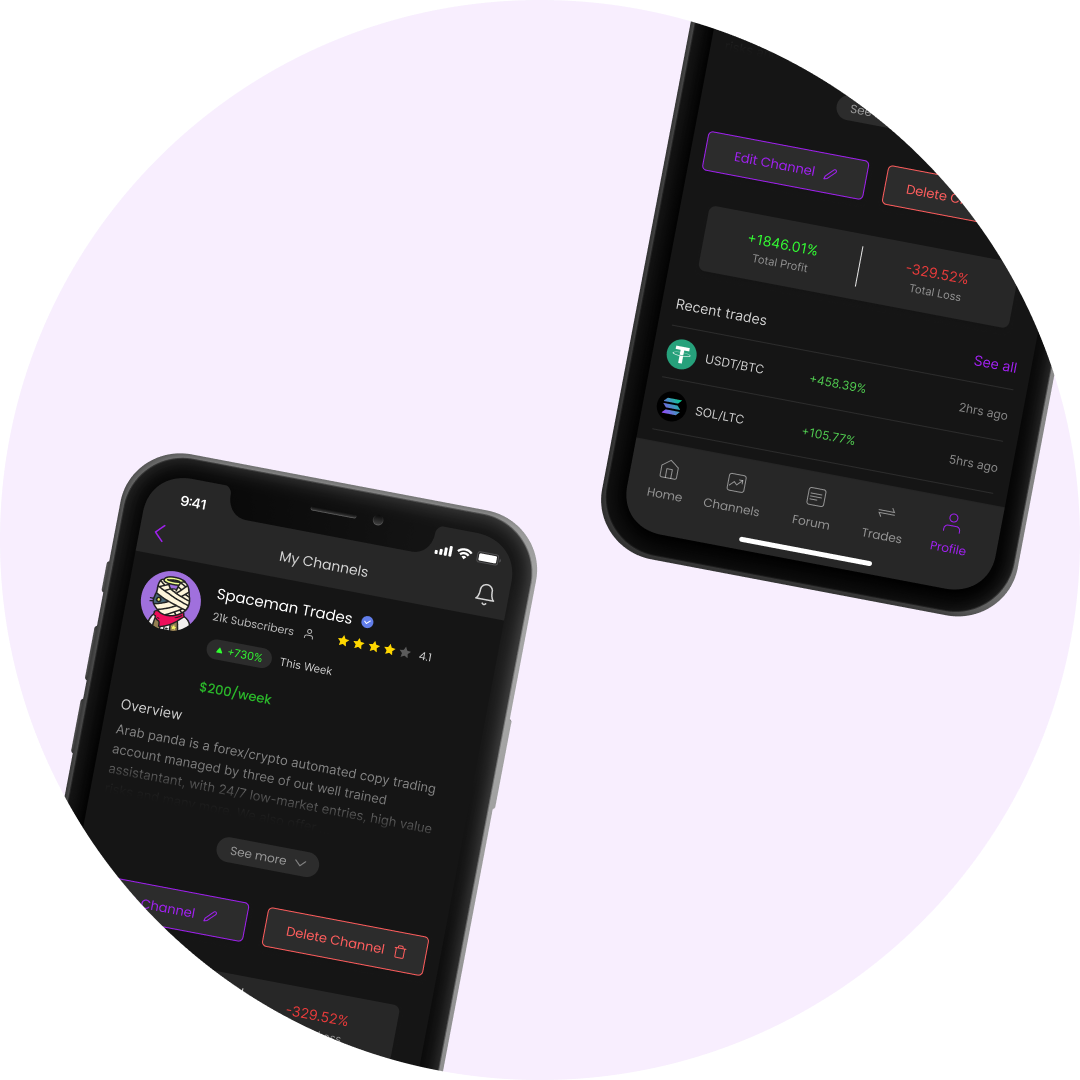 See
Edit Channel
Delete C
+1846.01%
Total Profit
-329.52%
Total Loss
Recent trades
See all
USDT/BTC
+458.39%
2hrs ago
SOL/LTC
+105.77%
5hrs ago
Home
Channels
Forum
Trades
Profile
9:41
My Channels
Spaceman Trades
21k Subscribers
4.1
+730%
This Week
$200/week
Overview
Arab panda is a forex/crypto automated copy trading
account managed by three of out well trained
assistantant, with 24/7 low-market entries, high value
See more
Channel
Delete Channel
-329.52%